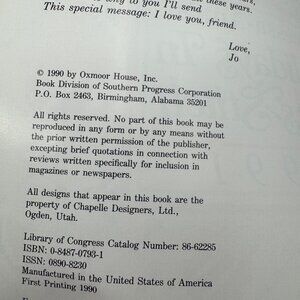 these years.
to you I'll send
This special message: I love you, friend.
Love,
Jo
© 1990 by Oxmoor House, Inc.
Book Division of Southern Progress Corporation
P.O. Box 2463, Birmingham, Alabama 35201
All rights reserved. No part of this book may be
reproduced in any form or by any means without
the prior written permission of the publisher,
excepting brief quotations in connection with
reviews written specifically for inclusion in
magazines or newspapers.
All designs that appear in this book are the
property of Chapelle Designers, Ltd.,
Ogden, Utah.
Library of Congress Catalog Number: 86-62285
ISBN: 0-8487-0793-1
ISSN: 0890-8230
Manufactured in the United States of America
First Printing 1990